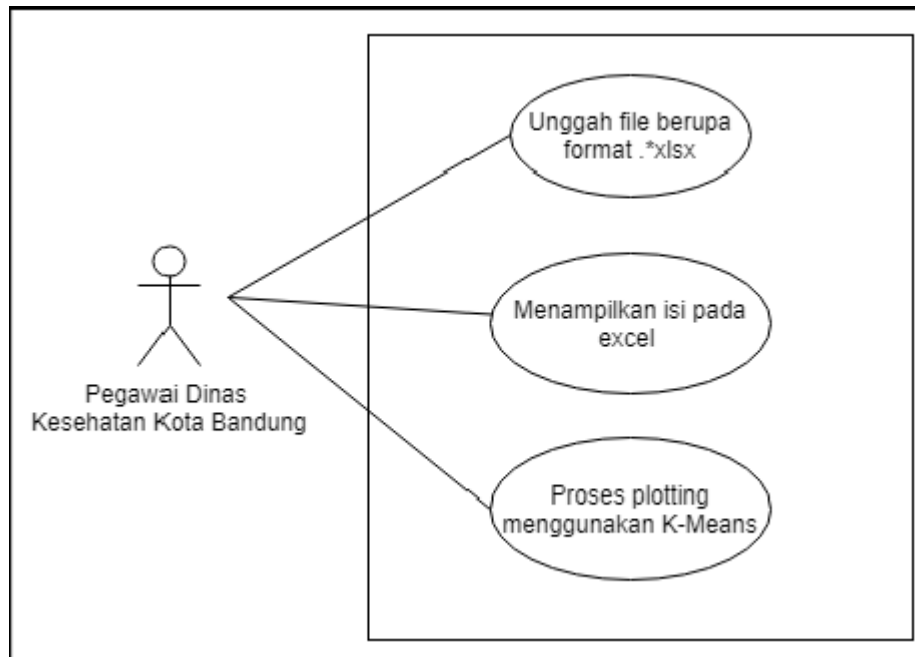 Unggah file berupa
format .*xlsx
Menampilkan isi pada
excel
Pegawai Dinas
Kesehatan Kota Bandung
Proses plotting
menggunakan K-Means